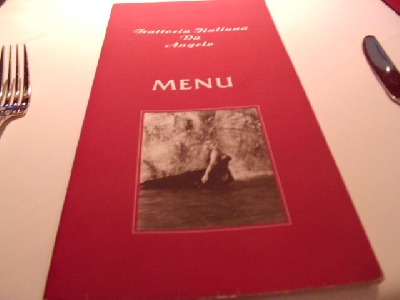 Trattoria Italiana
Da
Angelo
MENU